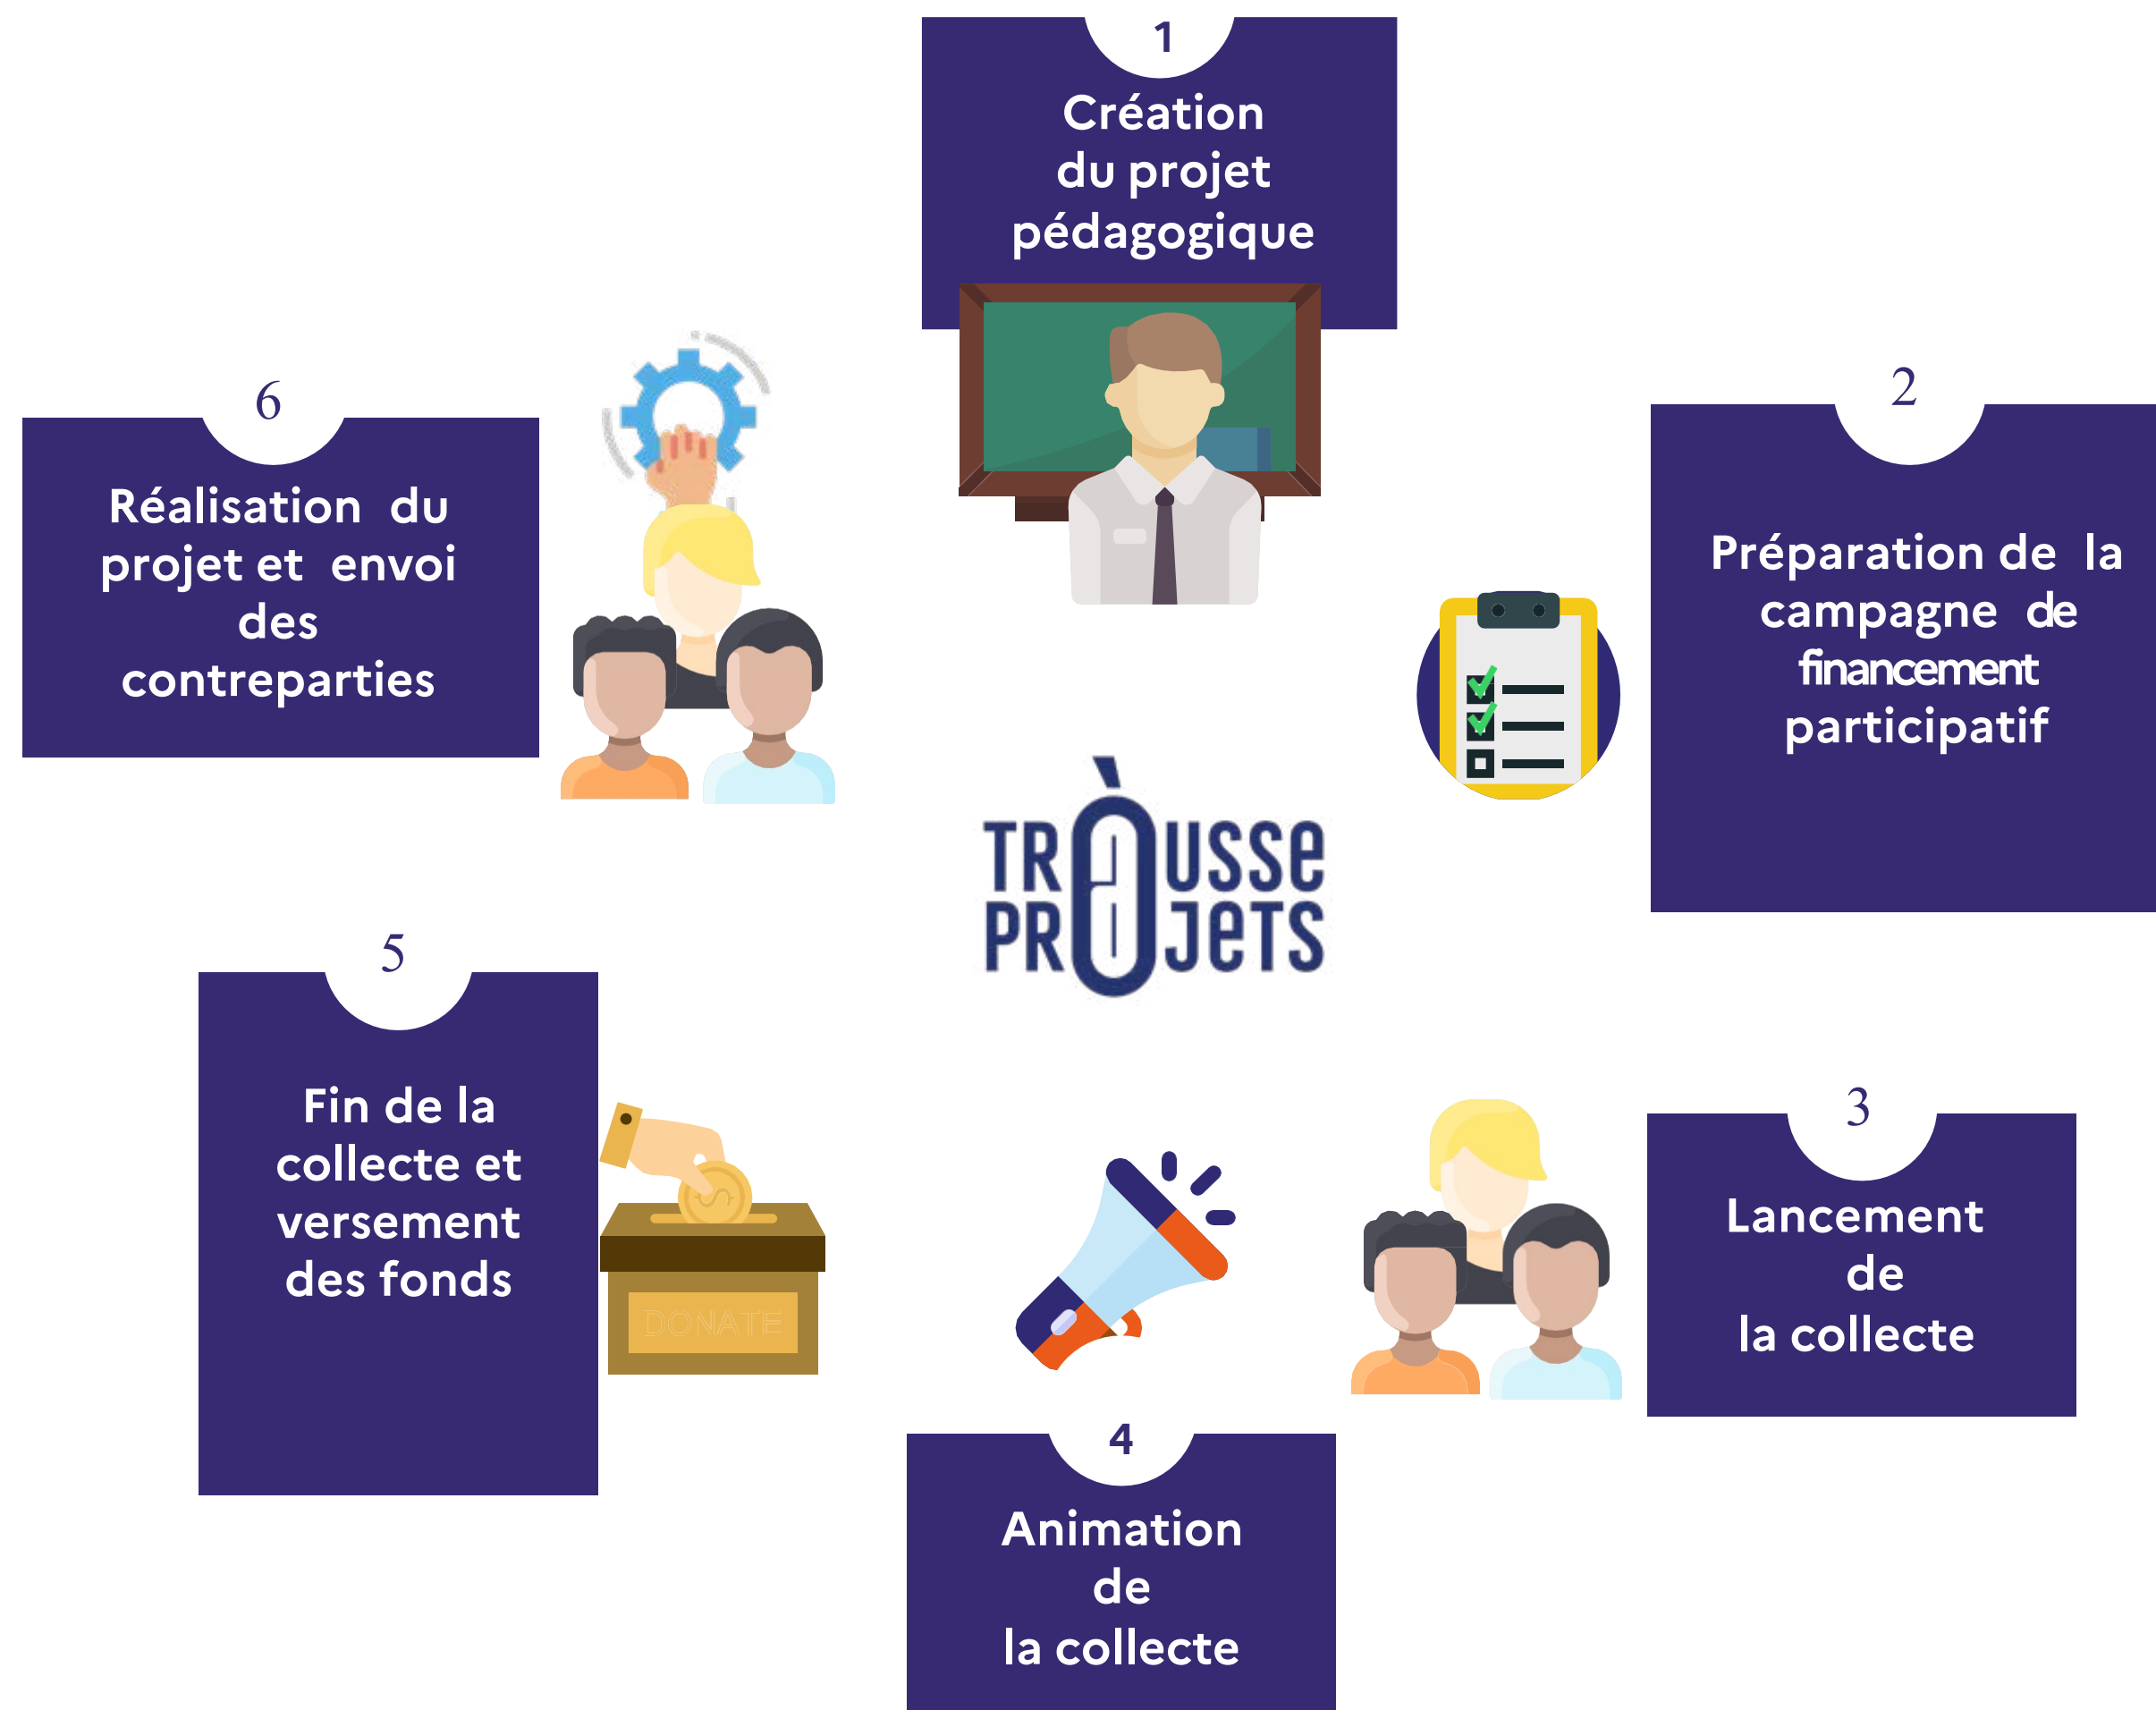 1
Création
du projet
pédagogique
2
Préparation de la
campagne de
financement
participatif
3
Lancement
de
la collecte
4
Animation
de
la collecte
5
Fin de la
collecte et
versement
des fonds
DONATE
6
Réalisation du
projet et envoi
des
contreparties
TRÒUSSE
PROJETS